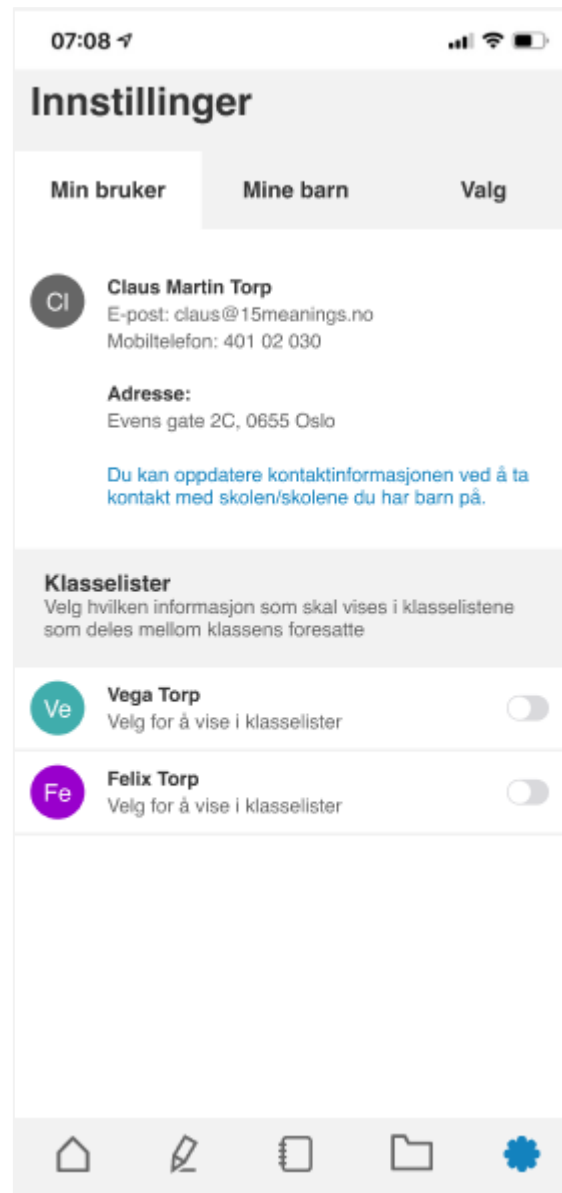 07:08
Innstillinger
Min bruker Mine barn Valg
Cl
Claus Martin Torp
E-post: claus@15meanings.no
Mobiltelefon: 401 02 030
Adresse:
Evens gate 2C, 0655 Oslo
Du kan oppdatere kontaktinformasjonen ved å ta
kontakt med skolen/skolene du har barn på.
Klasselister
Velg hvilken informasjon som skal vises i klasselistene
som deles mellom klassens foresatte
Ve
Vega Torp
Velg for å vise i klasselister
Fe
Felix Torp
Velg for å vise i klasselister